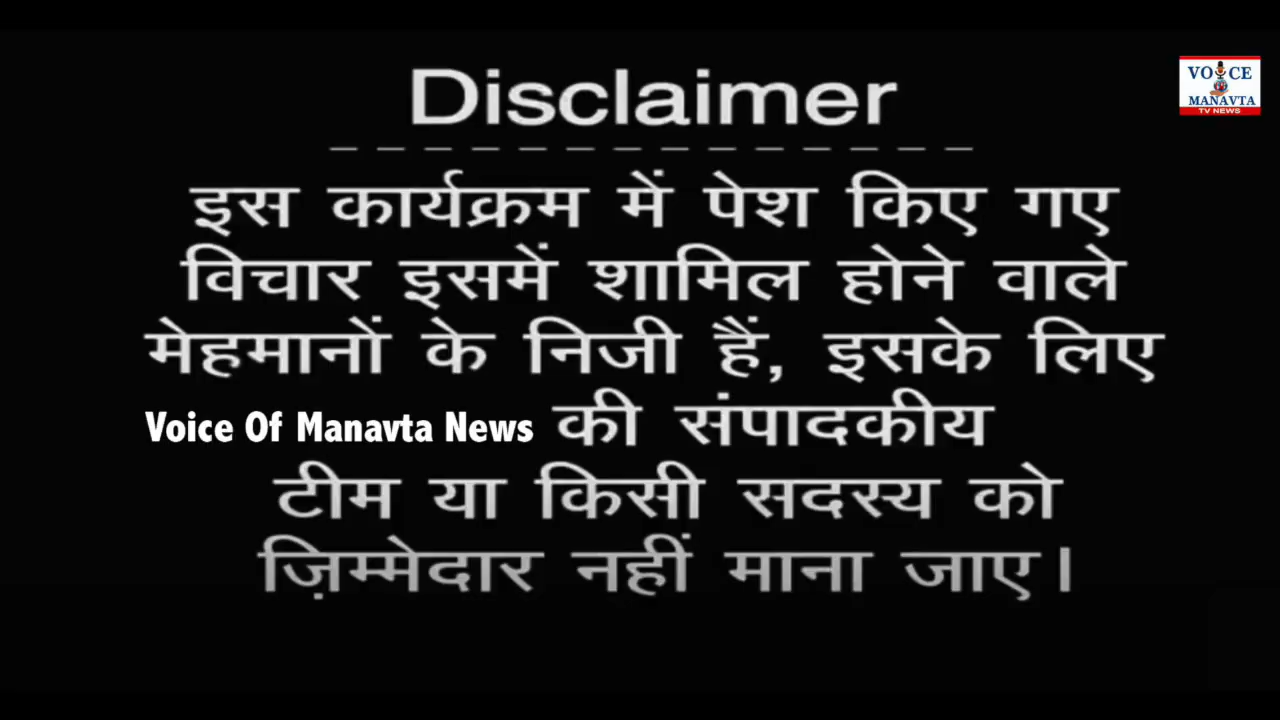 Disclaimer
VOICE
OF
MANAVTA
TV NEWS
इस कार्यक्रम में पेश किए गए
विचार इसमें शामिल होने वाले
मेहमानों के निजी हैं, इसके लिए
Voice Of Manavta News की संपादकीय
टीम या किसी सदस्य को
ज़िम्मेदार नहीं माना जाए।